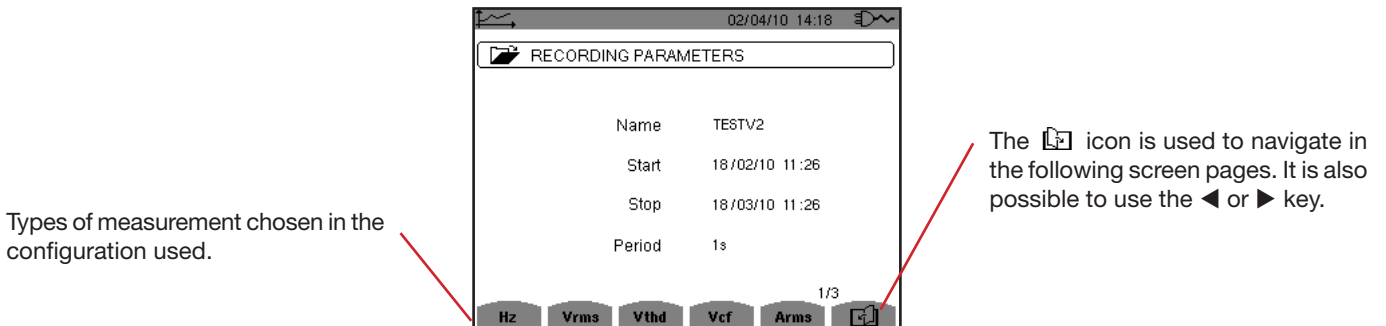 02/04/10 14:18
RECORDING PARAMETERS
Name TESTV2
Start 18/02/10 11:26
Stop 18/03/10 11:26
Period 1s
1/3
Hz Vrms Vthd Vcf Arms
Types of measurement chosen in the
configuration used.
The icon is used to navigate in
the following screen pages. It is also
possible to use the ◄ or ► key.